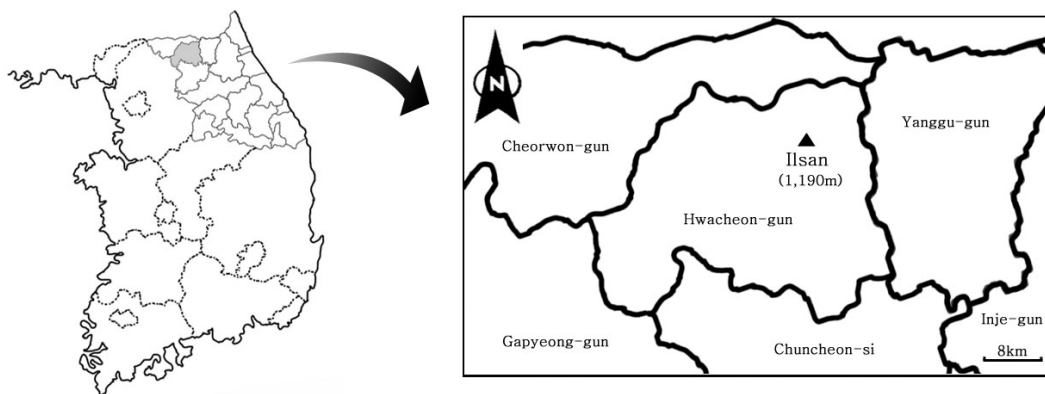 N
Cheorwon-gun
Yanggu-gun
Ilsan
(1,190m)
Hwacheon-gun
Gapyeong-gun
Chuncheon-si
Inje-gun
8km